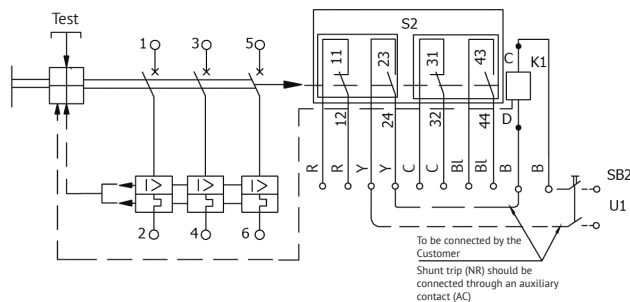 Test
1
3
5
S2
11
23
31
43
C
K1
12
24
32
44
D
R
R
Y
Y
C
C
Bl
Bl
B
B
SB2
U1
I>
I>
I>
2
4
6
To be connected by the
Customer
Shunt trip (NR) should be
connected through an auxiliary
contact (AC)